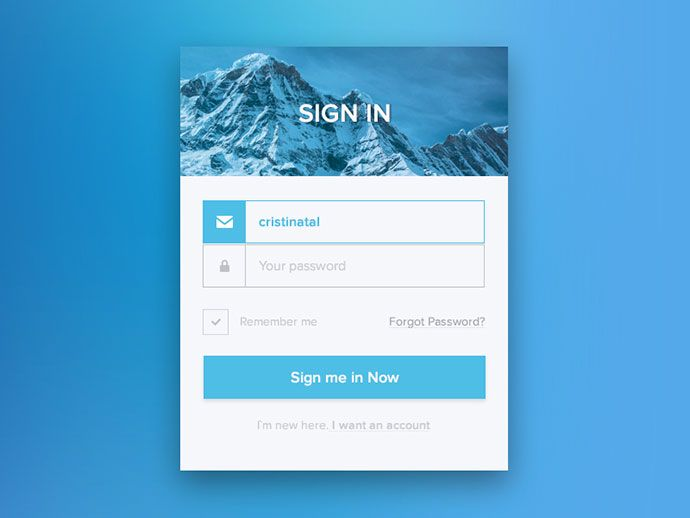 SIGN IN
cristinatal
Your password
Remember me
Forgot Password?
Sign me in Now
I'm new here. I want an account